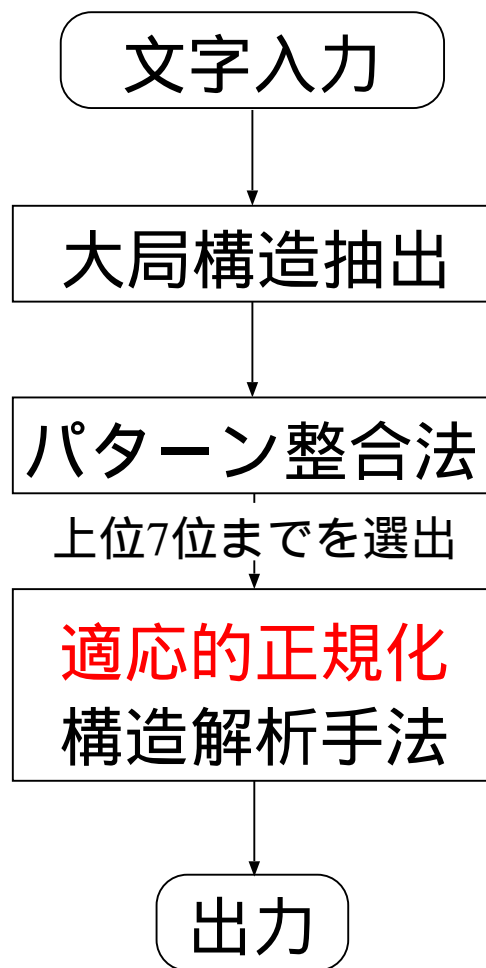 文字入力
大局構造抽出
パターン整合法
上位7位までを選出
適応的正規化
構造解析手法
出力